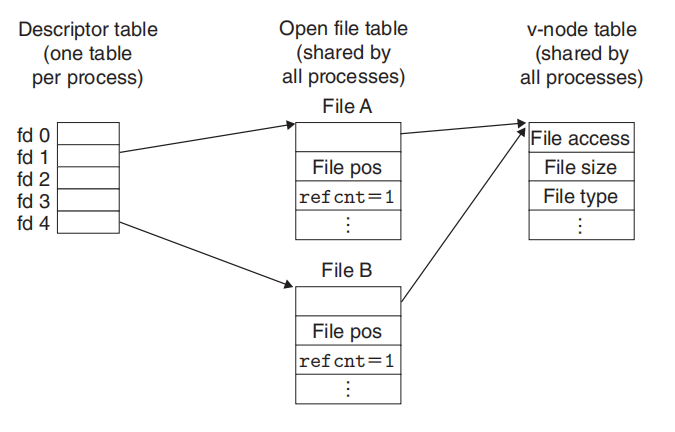 Descriptor table
(one table
per process)
Open file table
(shared by
all processes)
v-node table
(shared by
all processes)
fd 0
fd 1
fd 2
fd 3
fd 4
File A
File pos
refcnt=1
⋮
File B
File pos
refcnt=1
⋮
File access
File size
File type
⋮